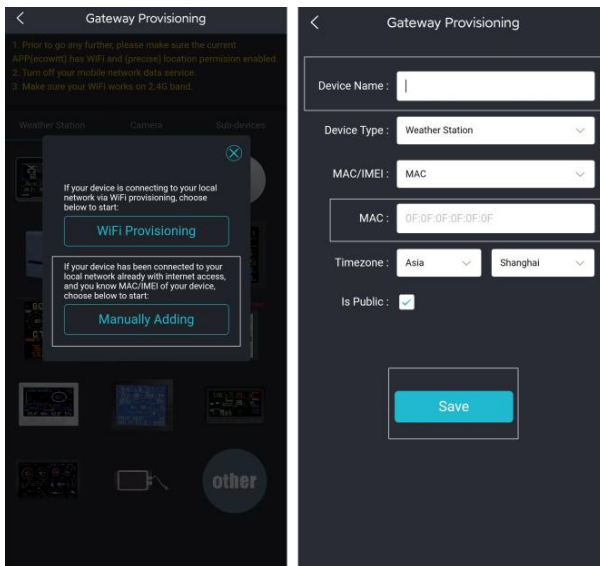 Gateway Provisioning
1. Prior to go any further, please make sure the current
APP(ecowitt) has WiFi and (precise) location permision enabled.
2. Turn off your mobile network data service.
3. Make sure your WiFi works on 2.4G band.
Weather Station Camera Sub-devices
If your device is connecting to your local
network via WiFi provisioning, choose
below to start:
WiFi Provisioning
If your device has been connected to your
local network already with internet access,
and you know MAC/IMEI of your device,
choose below to start:
Manually Adding
other
Gateway Provisioning
Device Name :
Device Type : Weather Station
MAC/IMEI : MAC
MAC : 0F:0F:0F:0F:0F:0F
Timezone : Asia Shanghai
Is Public :
Save